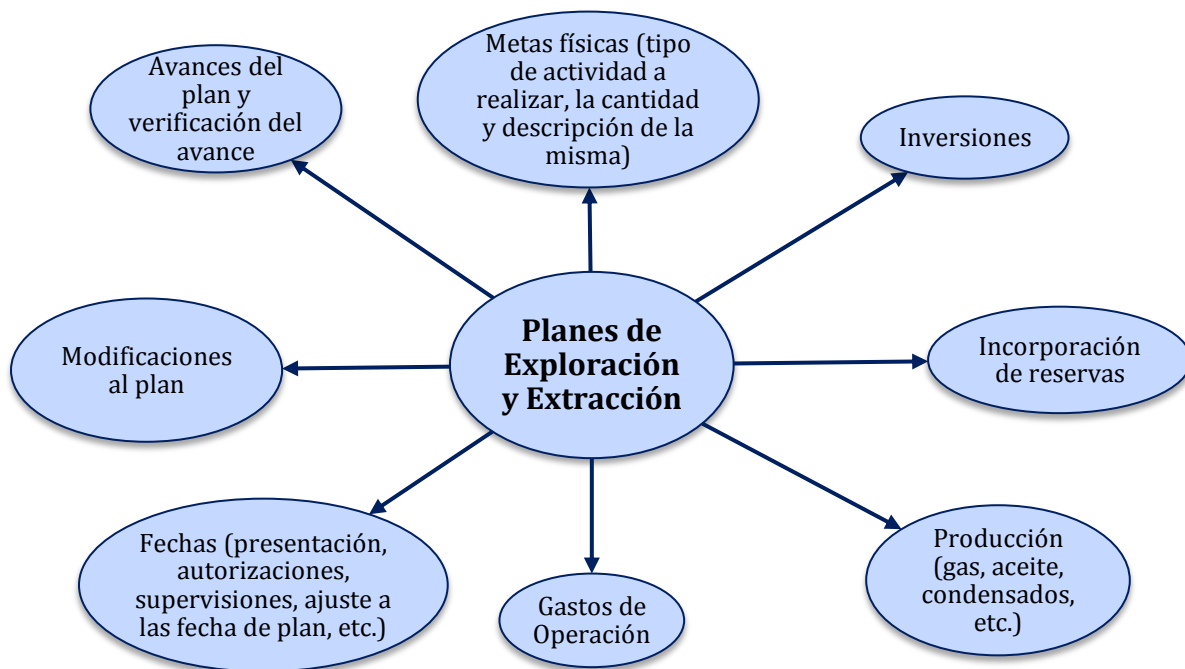 Avances del
plan y
verificación del
avance
Metas físicas (tipo
de actividad a
realizar, la cantidad
y descripción de la
misma)
Inversiones
Planes de
Exploración
y Extracción
Modificaciones
al plan
Incorporación
de reservas
Fechas (presentación,
autorizaciones,
supervisiones, ajuste a
las fecha de plan, etc.)
Gastos de
Operación
Producción
(gas, aceite,
condensados,
etc.)